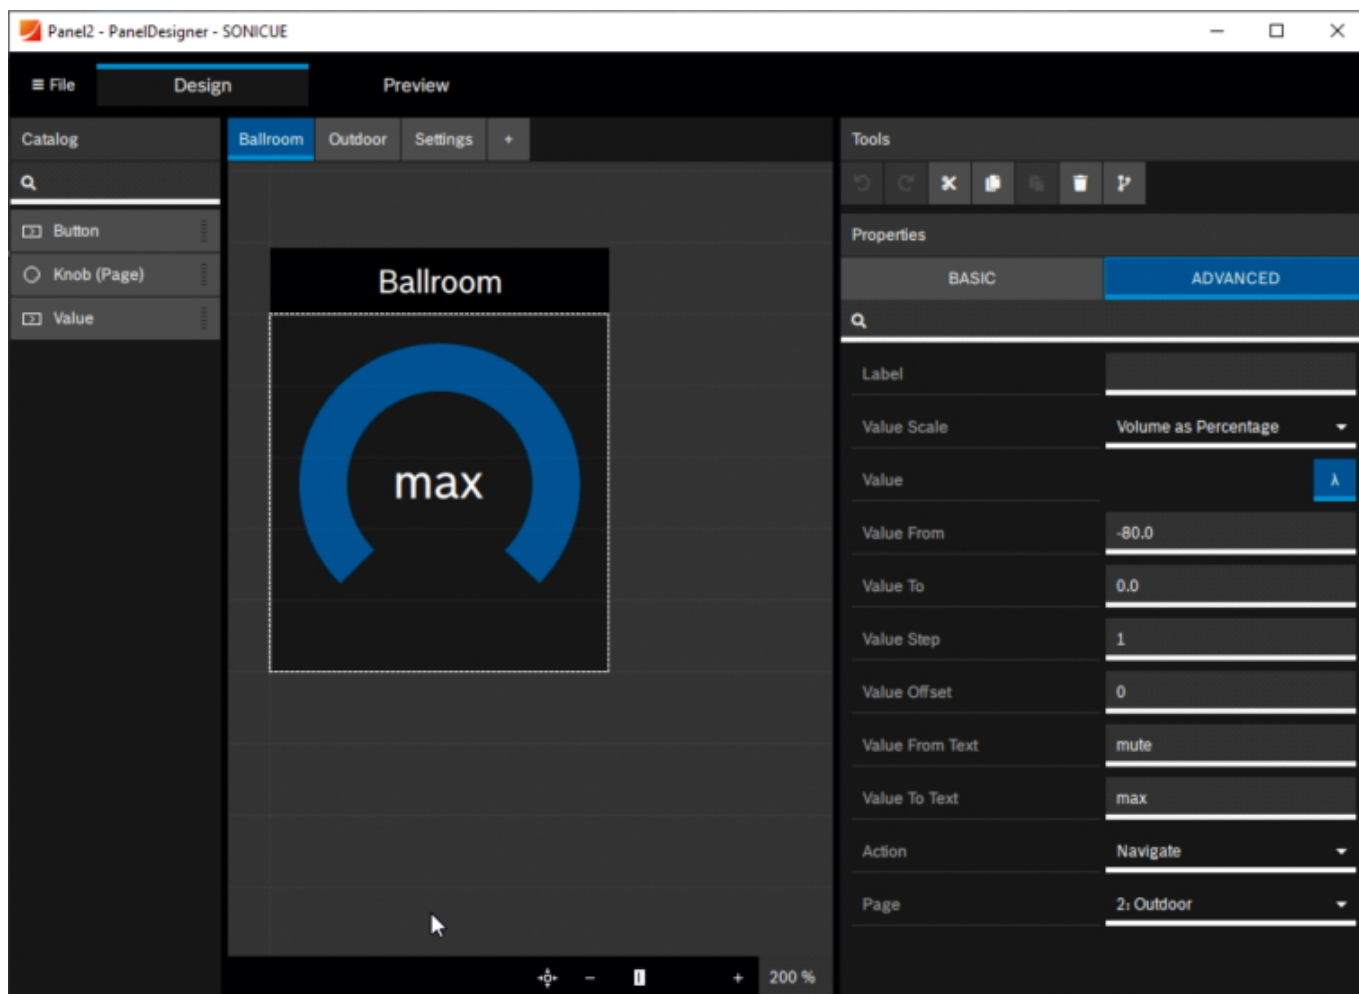 Panel2 - PanelDesigner - SONICUE
File Design Preview
Catalog
Button
Knob (Page)
Value
Ballroom Outdoor Settings +
Ballroom
max
200 %
Tools
Properties
BASIC ADVANCED
Label
Value Scale Volume as Percentage
Value λ
Value From -80.0
Value To 0.0
Value Step 1
Value Offset 0
Value From Text mute
Value To Text max
Action Navigate
Page 2: Outdoor